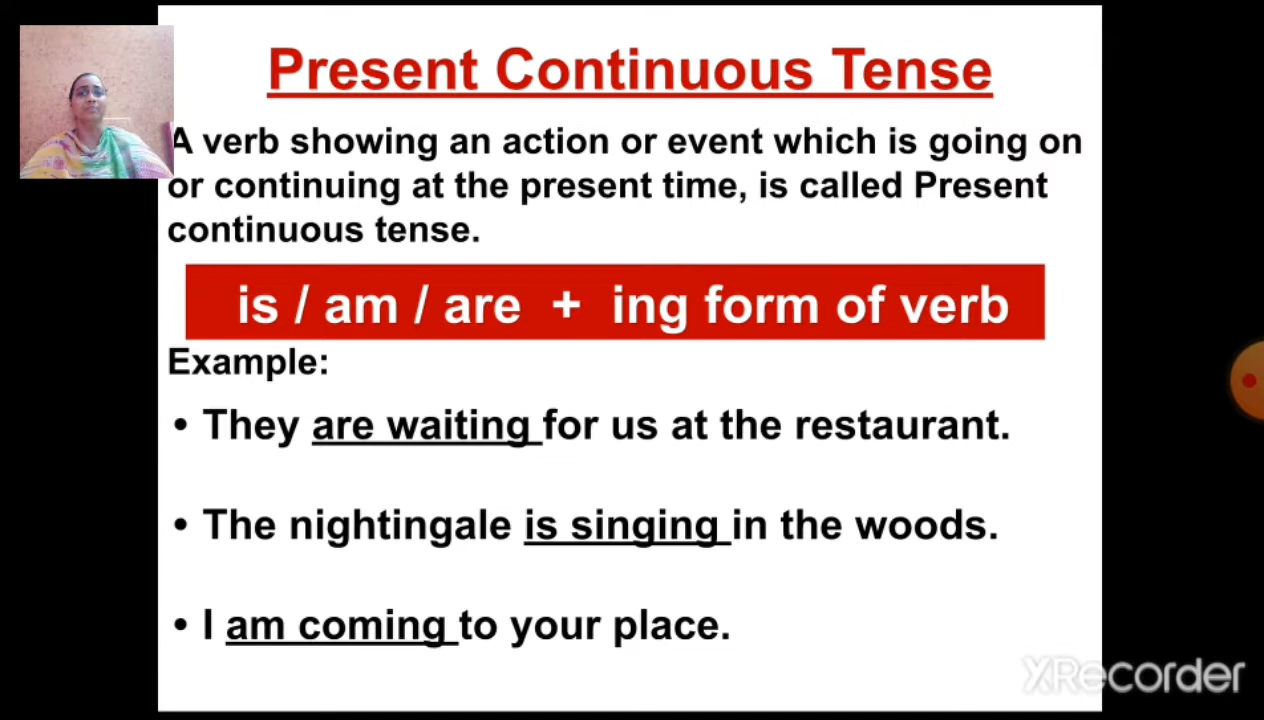 Present Continuous Tense
A verb showing an action or event which is going on
or continuing at the present time, is called Present
continuous tense.
is / am / are + ing form of verb
Example:
• They are waiting for us at the restaurant.
• The nightingale is singing in the woods.
• I am coming to your place.
XRecorder